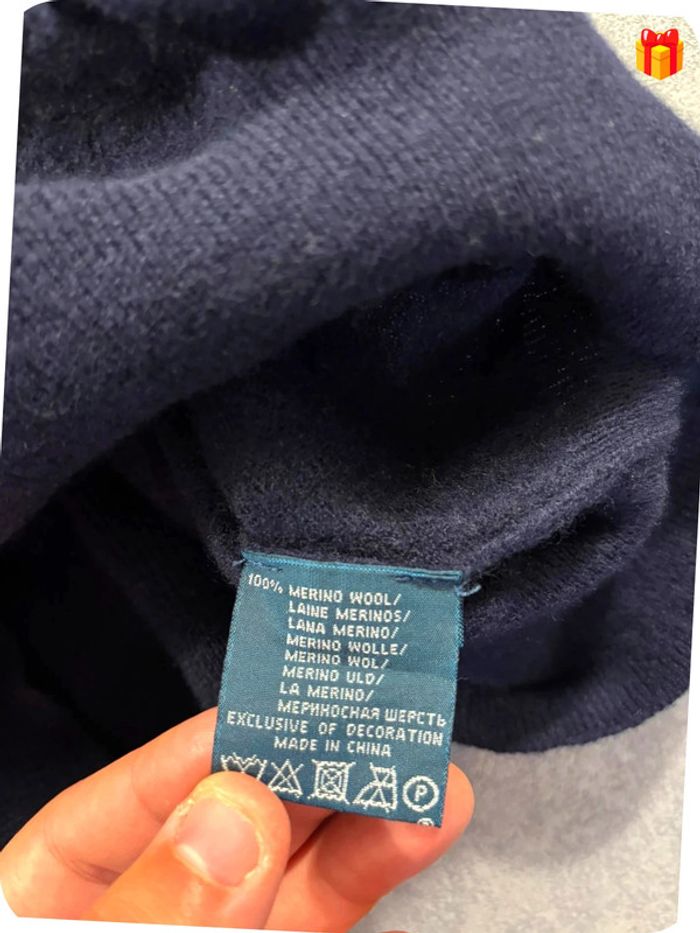 100% MERINO WOOL/
LAINE MERINOS/
LANA MERINO/
MERINO WOLLE/
MERINO WOL/
MERINO ULD/
LA MERINO/
МЕРИНОСНАЯ ШЕРСТЬ
EXCLUSIVE OF DECORATION
MADE IN CHINA
P